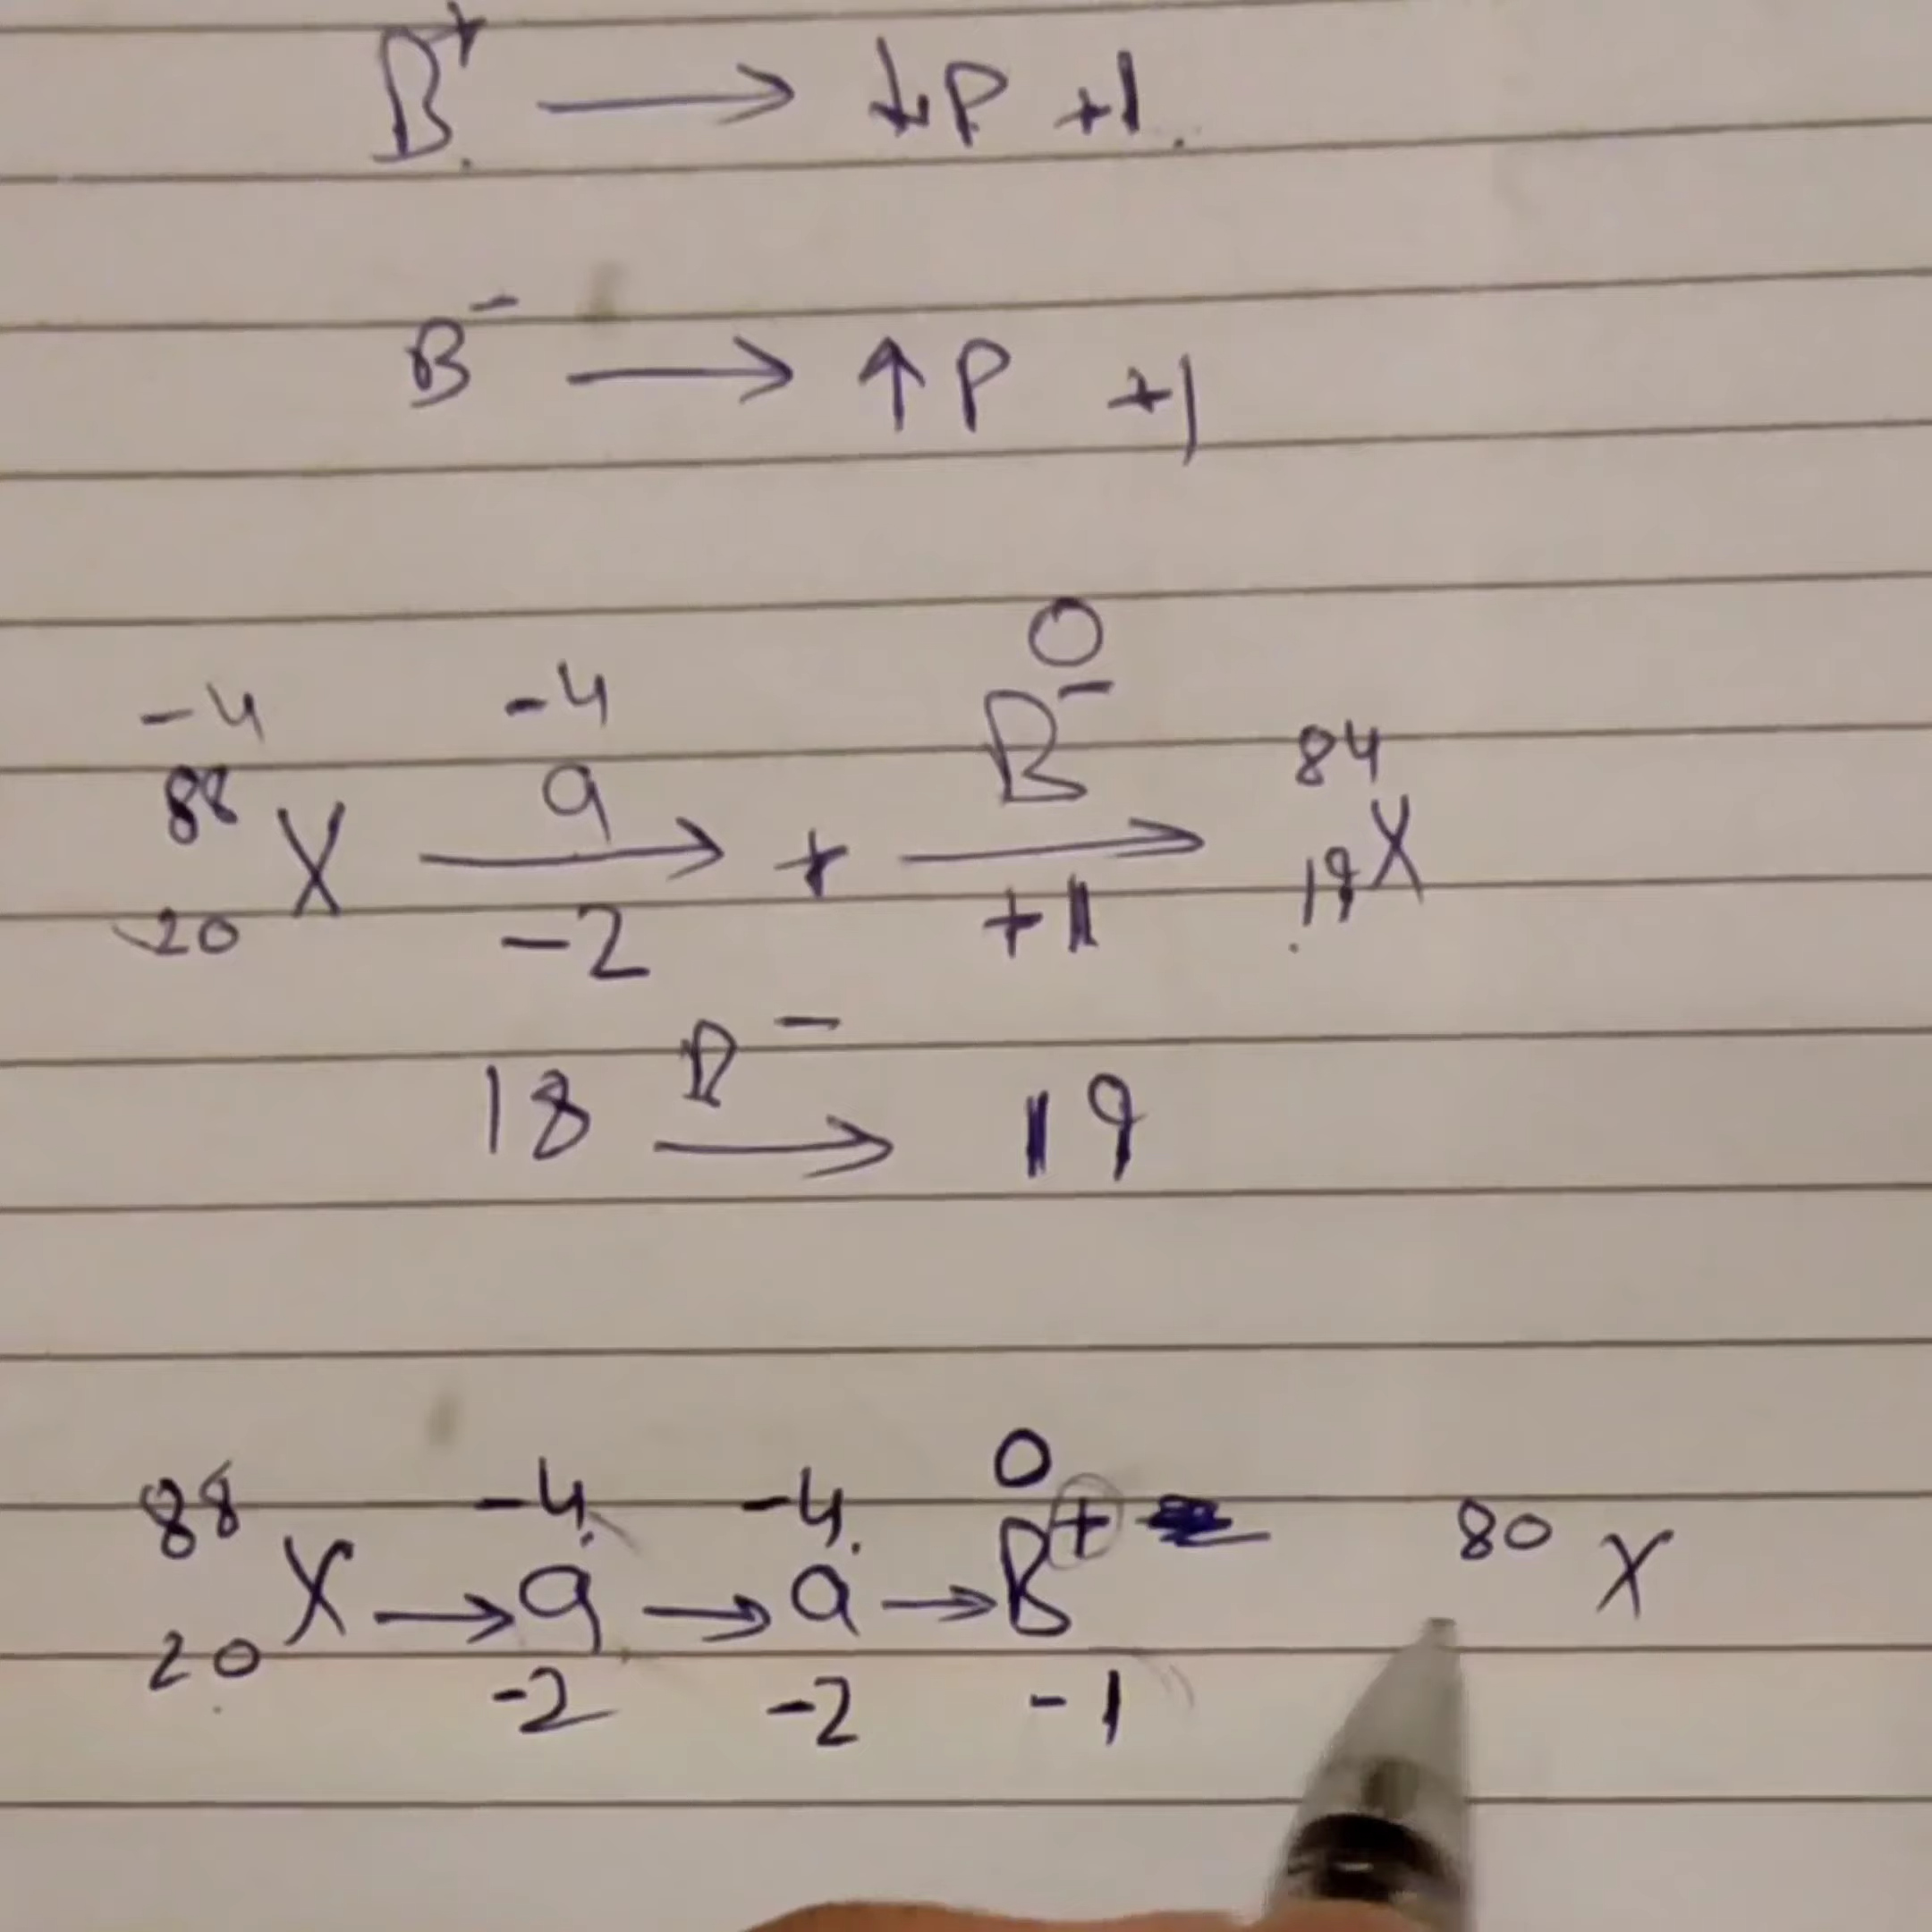 B+ → ↓P +1.
B- → ↑P +1
-4 -4 0
88 a B- 84
X → + → X
20 -2 +1 19
18 B- → 19
88 -4 -4 0 80
X → a → a → B+ X
20 -2 -2 -1